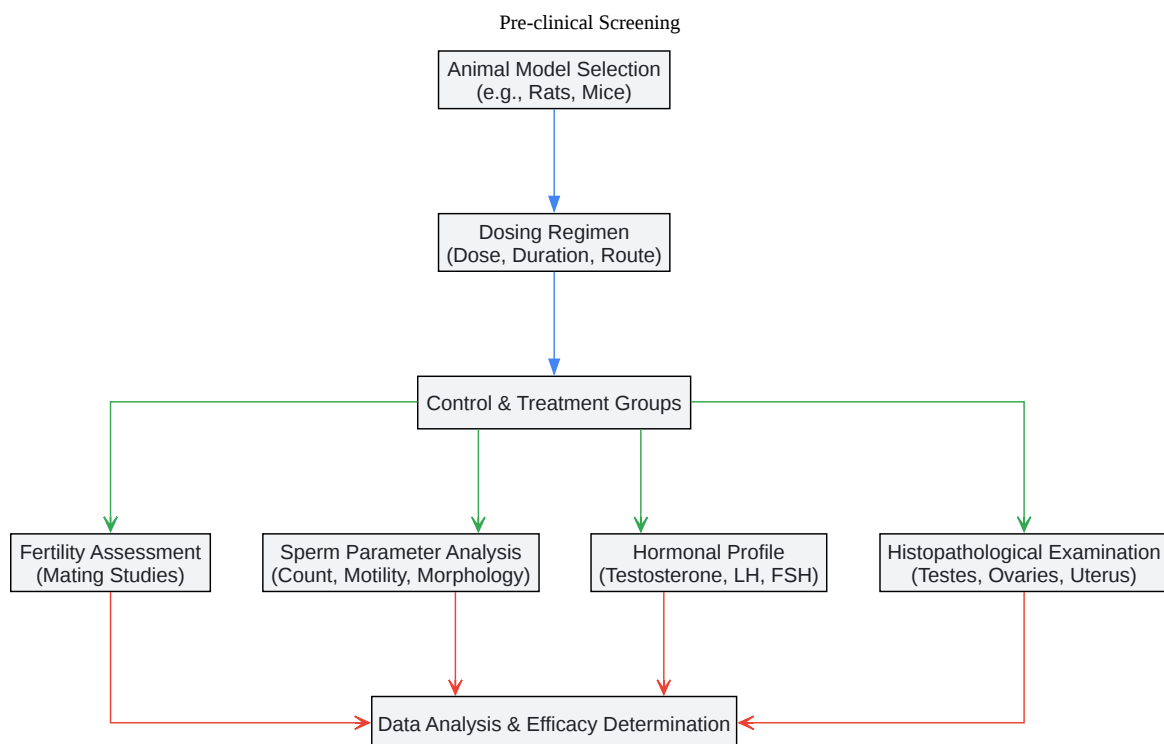 Pre-clinical Screening
Animal Model Selection
(e.g., Rats, Mice)
Dosing Regimen
(Dose, Duration, Route)
Control & Treatment Groups
Fertility Assessment
(Mating Studies)
Sperm Parameter Analysis
(Count, Motility, Morphology)
Hormonal Profile
(Testosterone, LH, FSH)
Histopathological Examination
(Testes, Ovaries, Uterus)
Data Analysis & Efficacy Determination